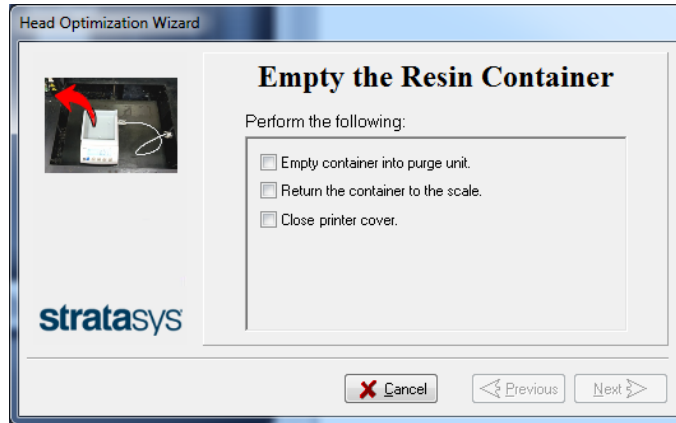 Head Optimization Wizard
Empty the Resin Container
Perform the following:
Empty container into purge unit.
Return the container to the scale.
Close printer cover.
stratasys
Cancel
Previous
Next